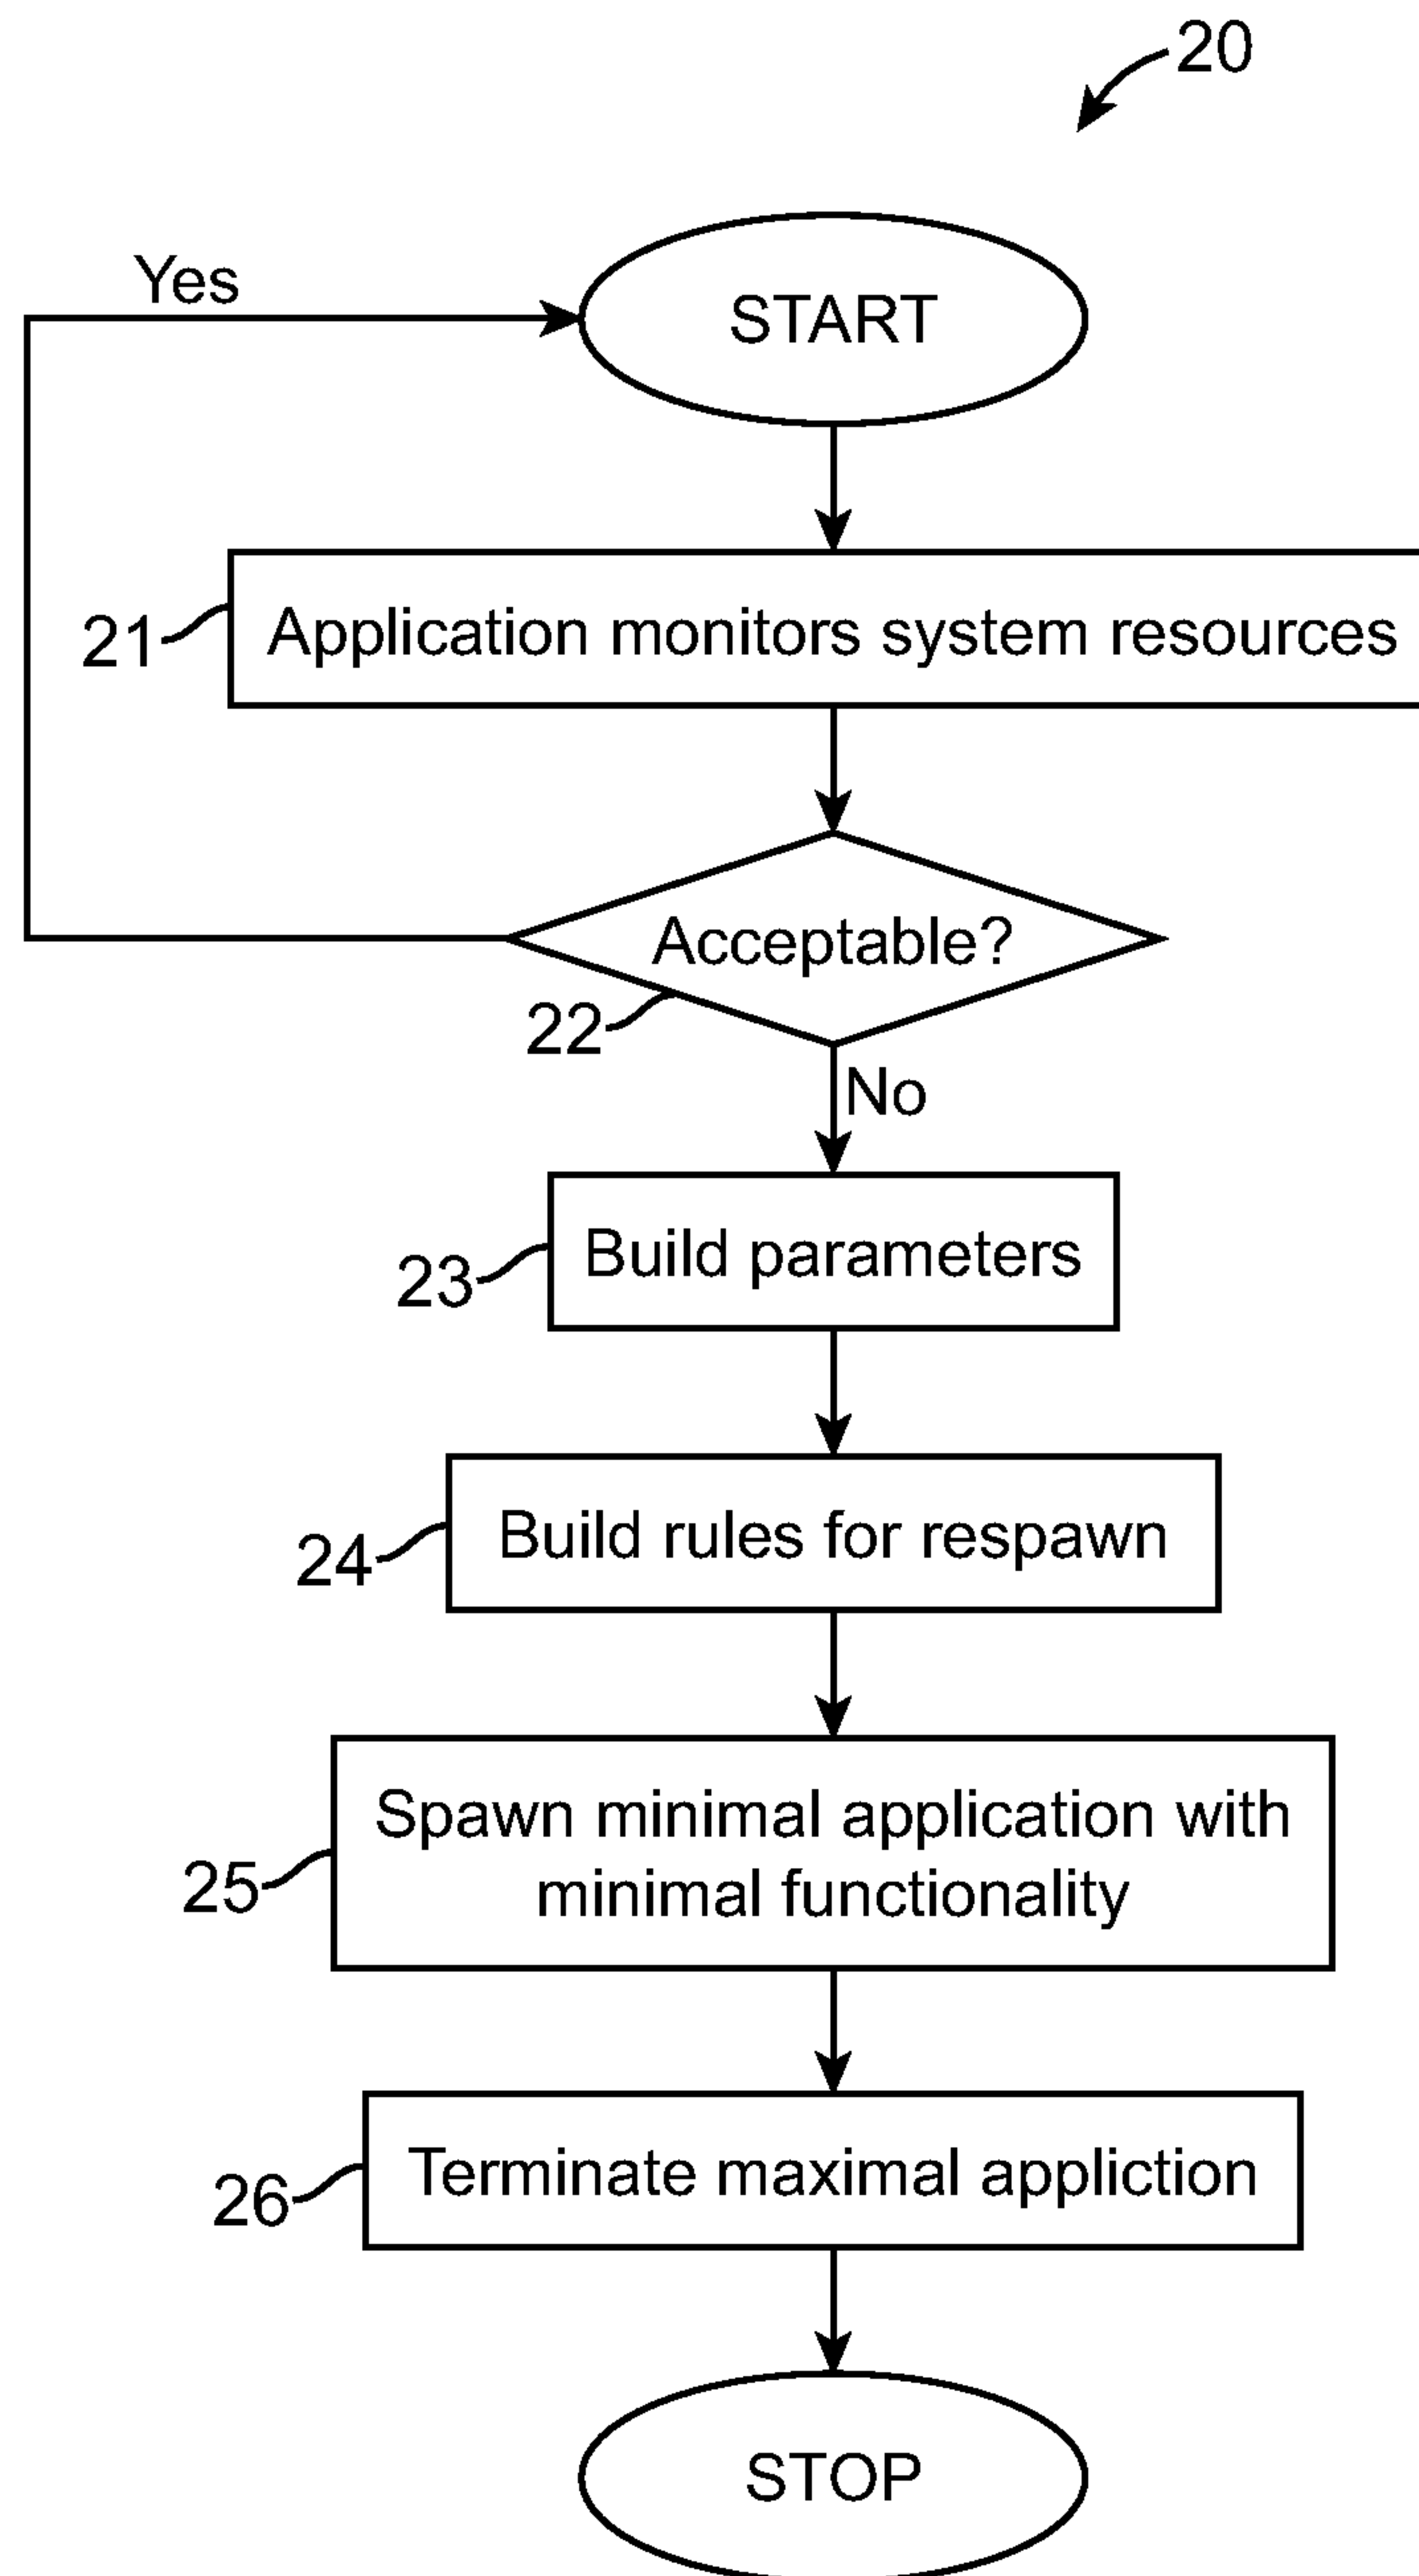 20
Yes
START
21
Application monitors system resources
Acceptable?
22
No
Build parameters
23
Build rules for respawn
24
Spawn minimal application with
minimal functionality
25
Terminate maximal appliction
26
STOP